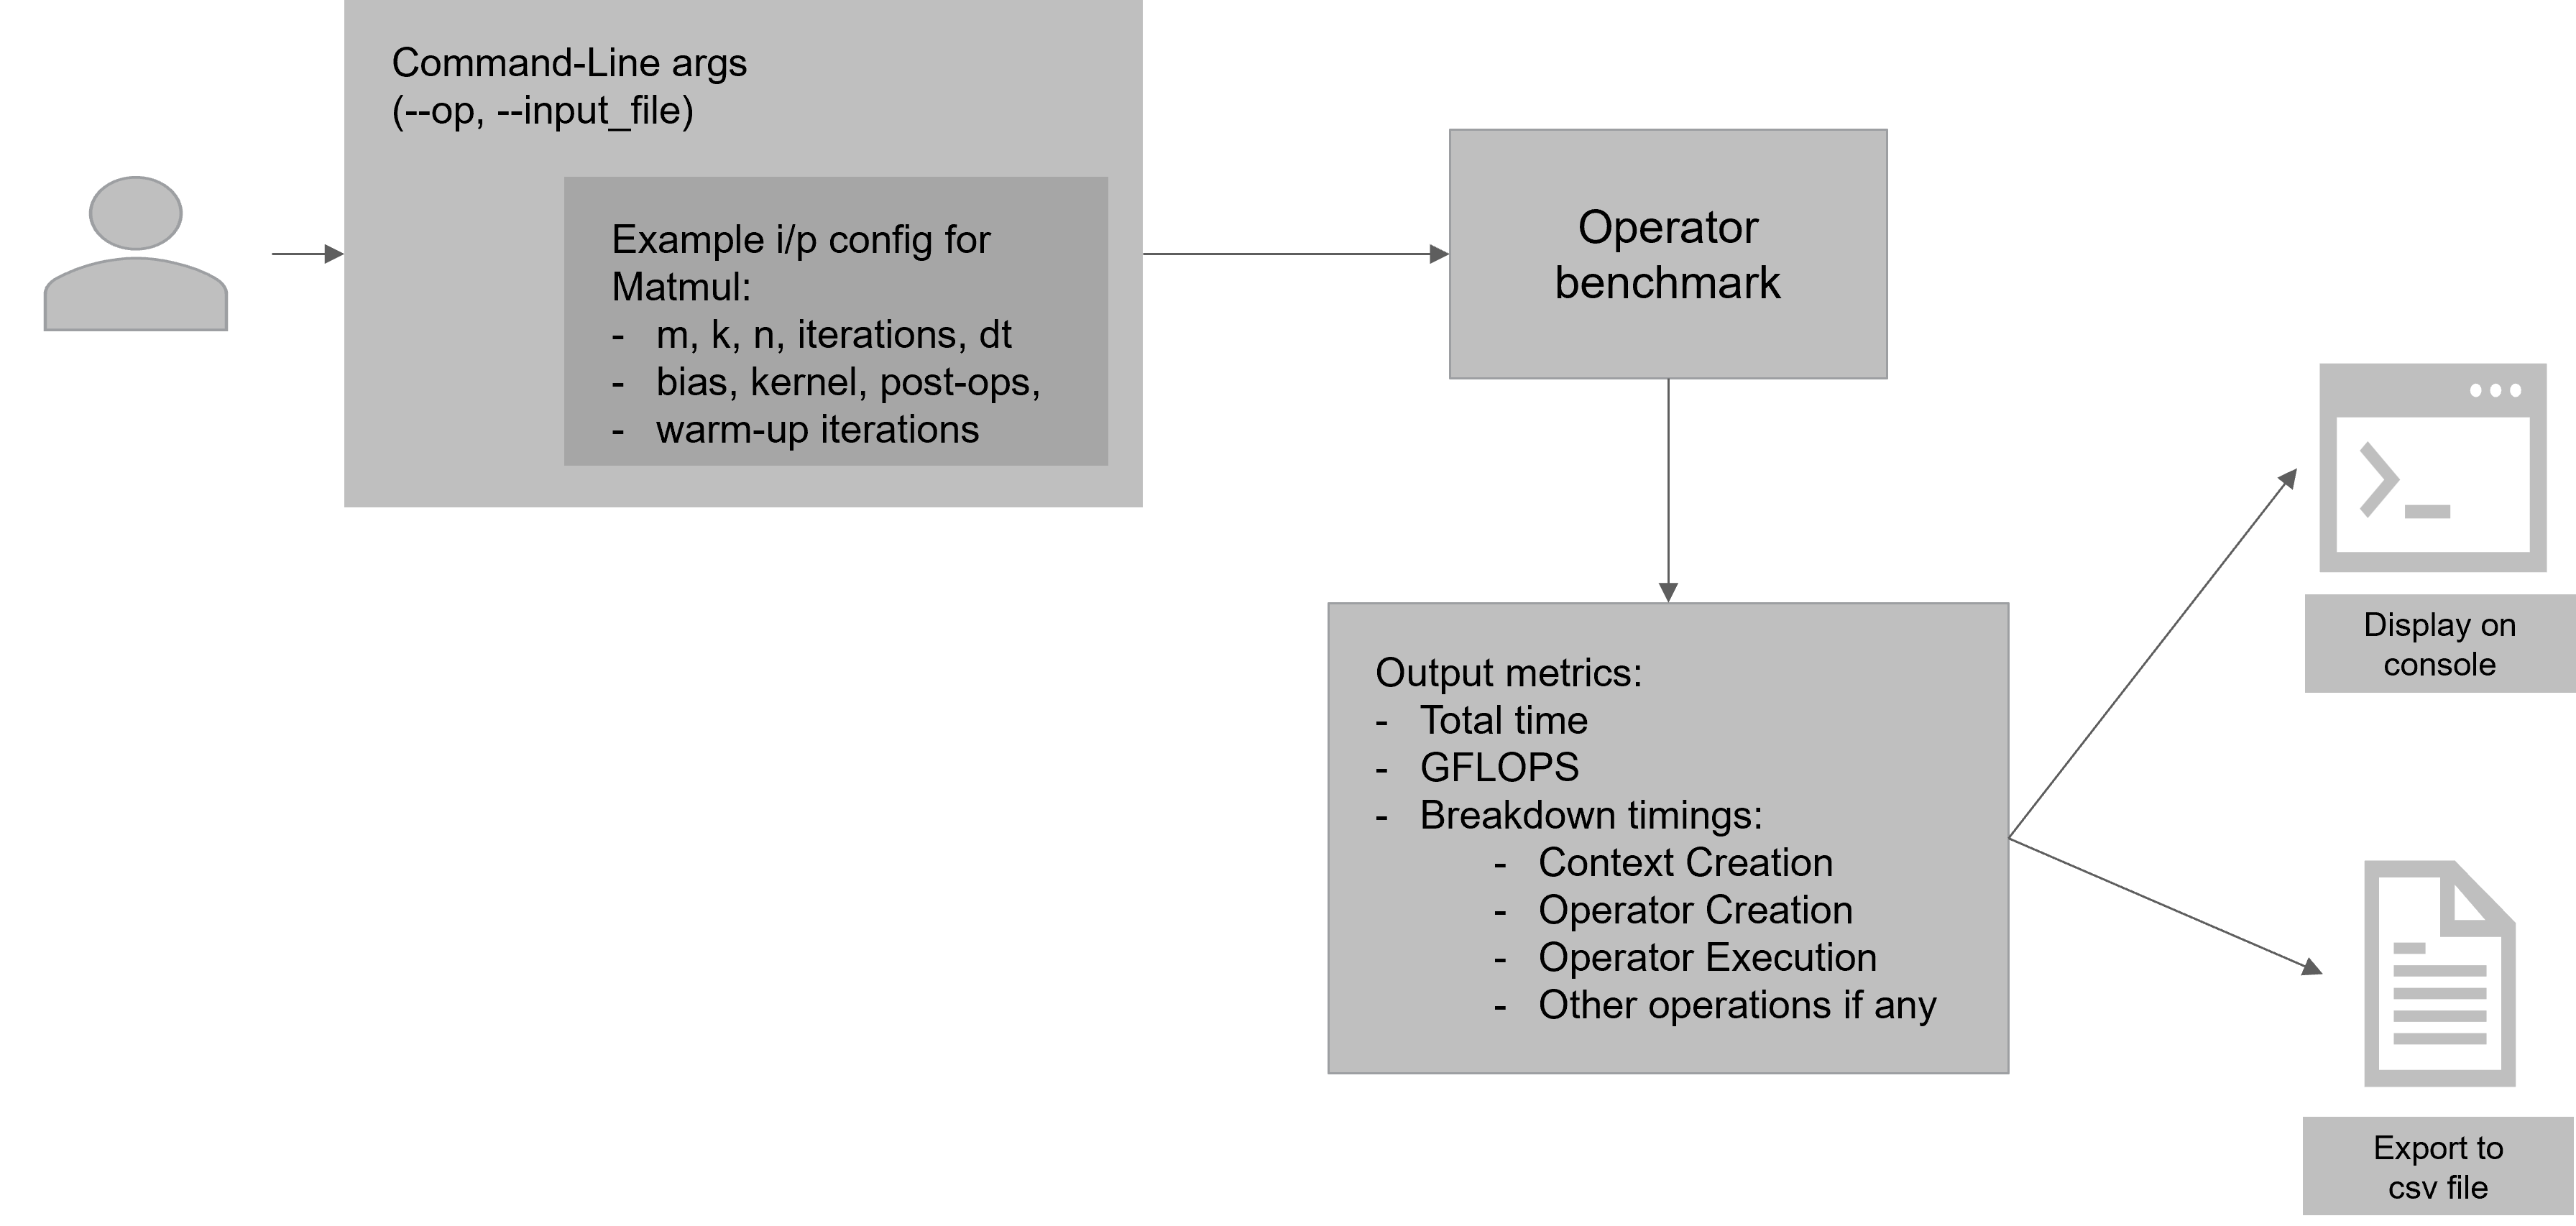 Command-Line args
(--op, --input_file)
Example i/p config for
Matmul:
- m, k, n, iterations, dt
- bias, kernel, post-ops,
- warm-up iterations
Operator
benchmark
Output metrics:
- Total time
- GFLOPS
- Breakdown timings:
- Context Creation
- Operator Creation
- Operator Execution
- Other operations if any
Display on
console
Export to
csv file